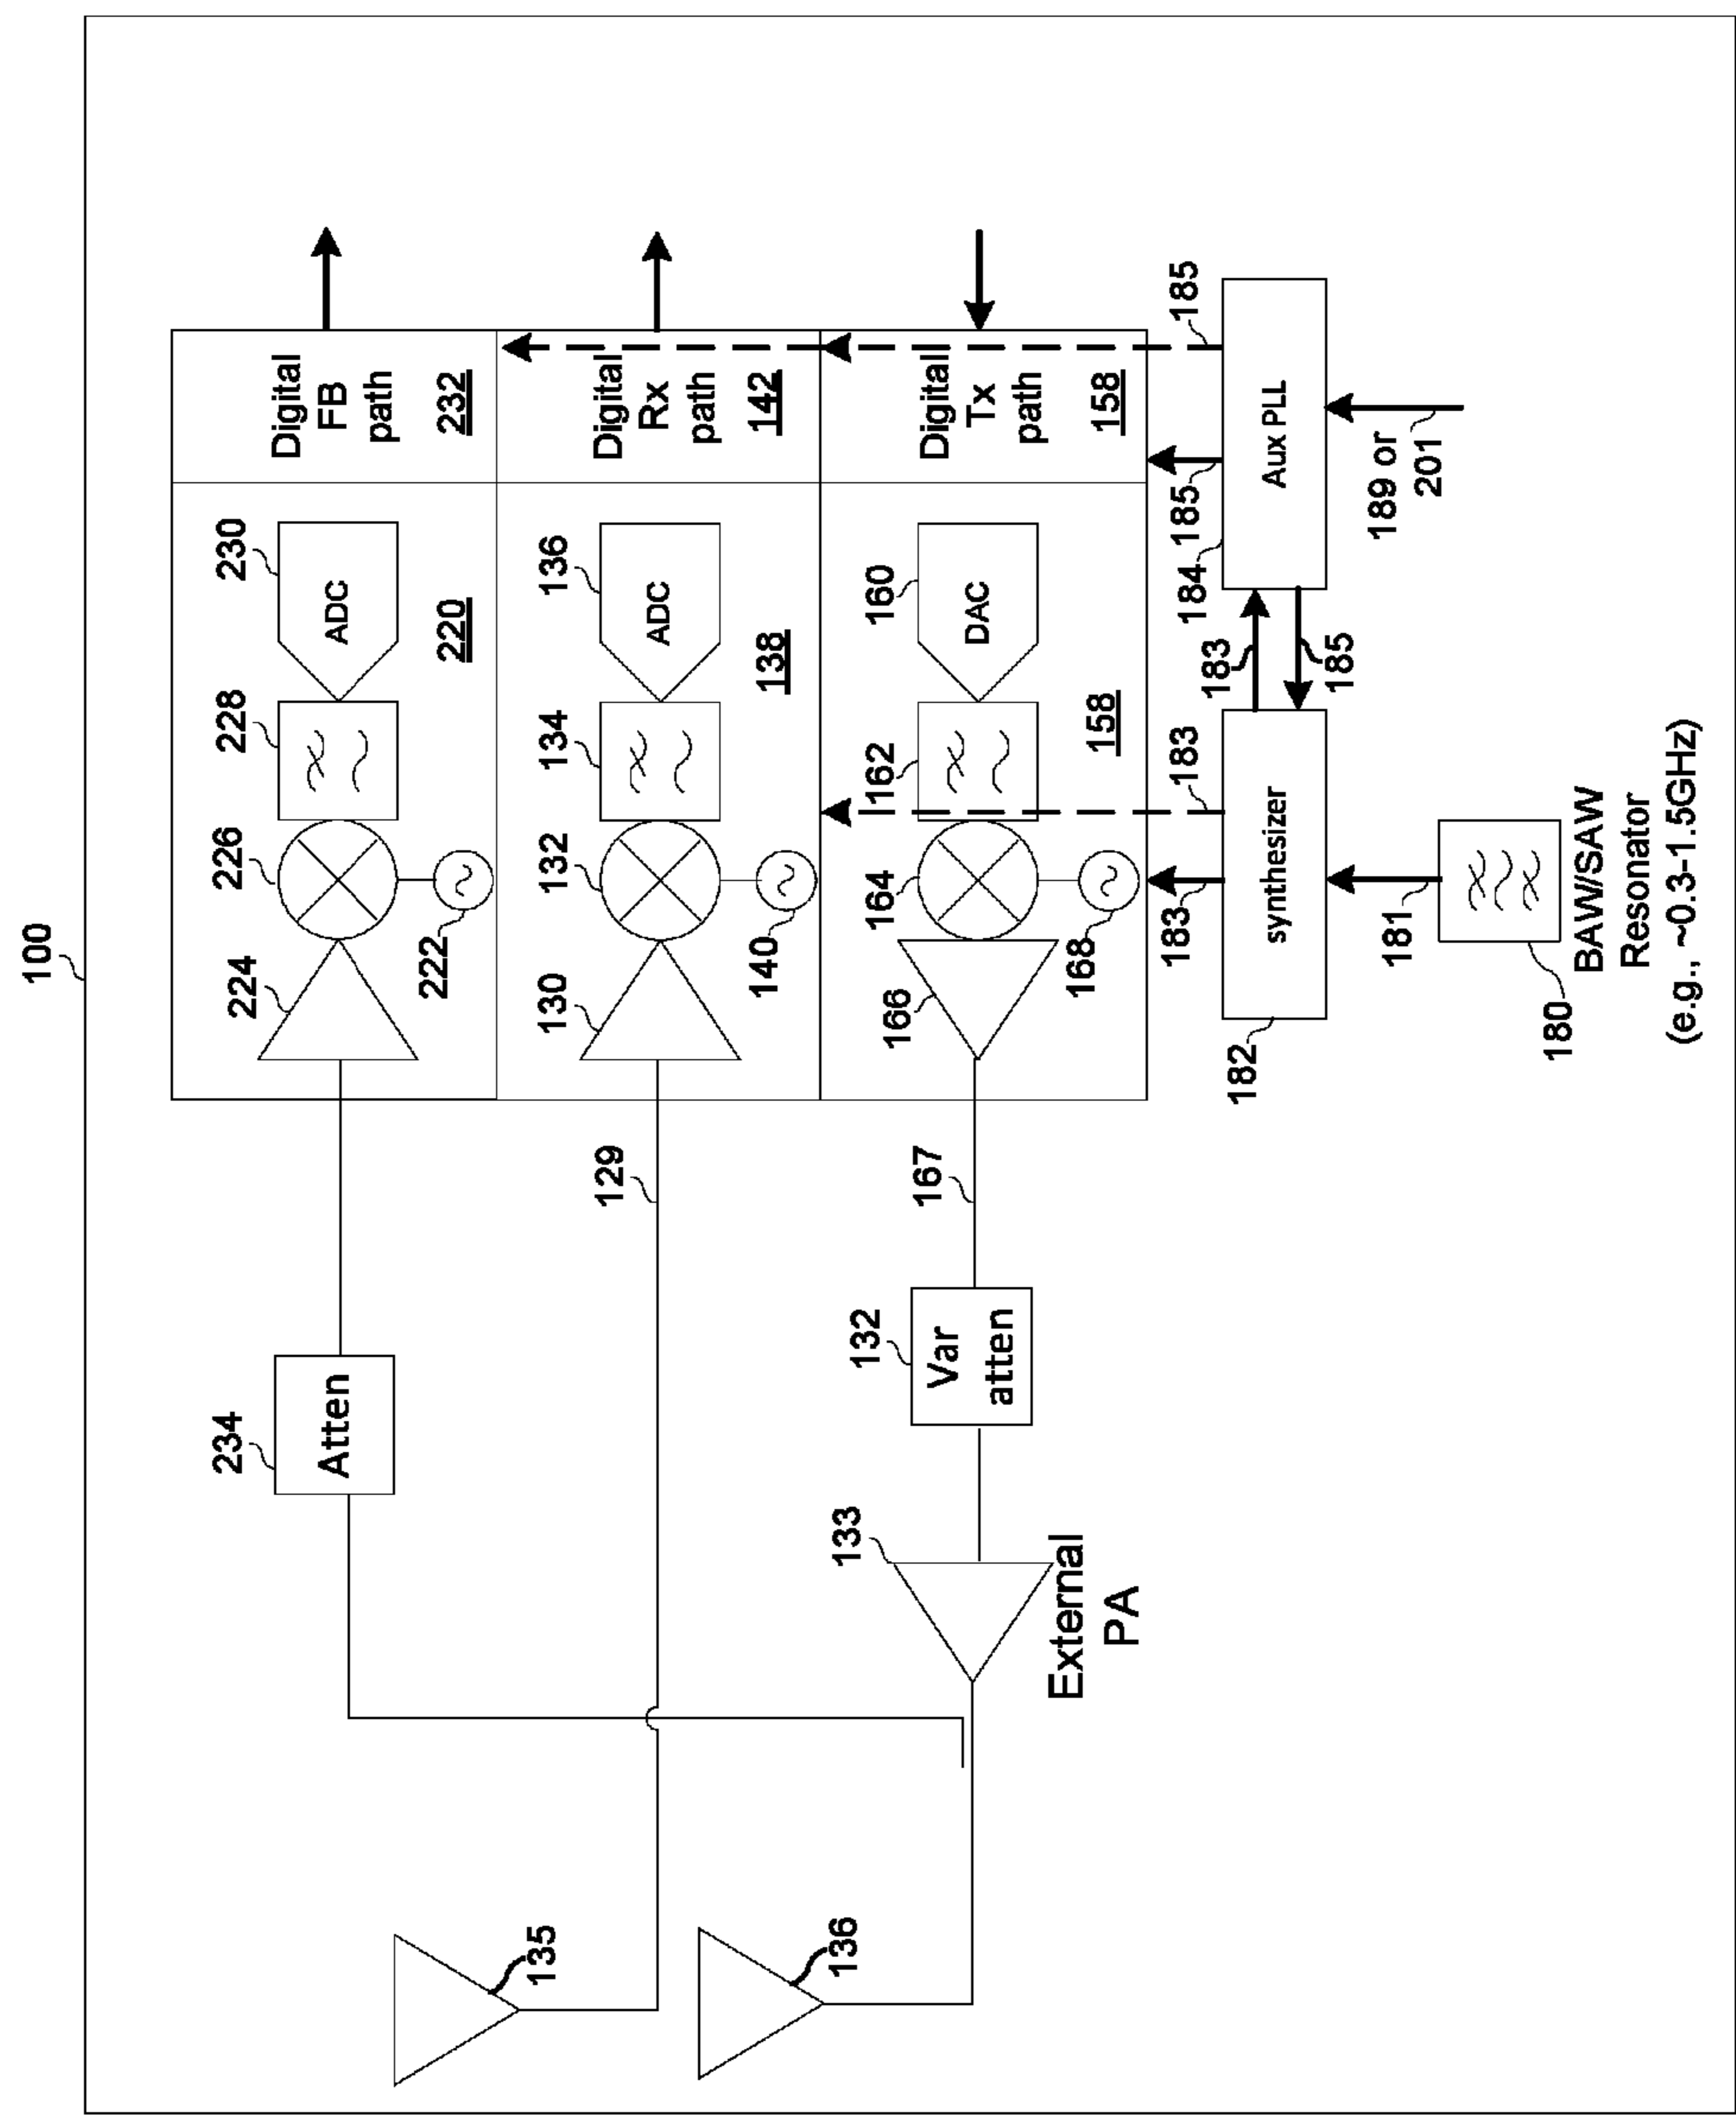 100
224
226
228
230
ADC
222
220
Digital
FB
path
232
234
Atten
130
132
134
136
ADC
140
138
Digital
Rx
path
142
129
135
166
164
162
160
DAC
168
158
Digital
Tx
path
158
167
132
Var
atten
133
External
PA
136
183
183
185
185
184
182
synthesizer
183
185
Aux PLL
181
189 or
201
180
BAW/SAW
Resonator
(e.g., ~0.3-1.5GHz)